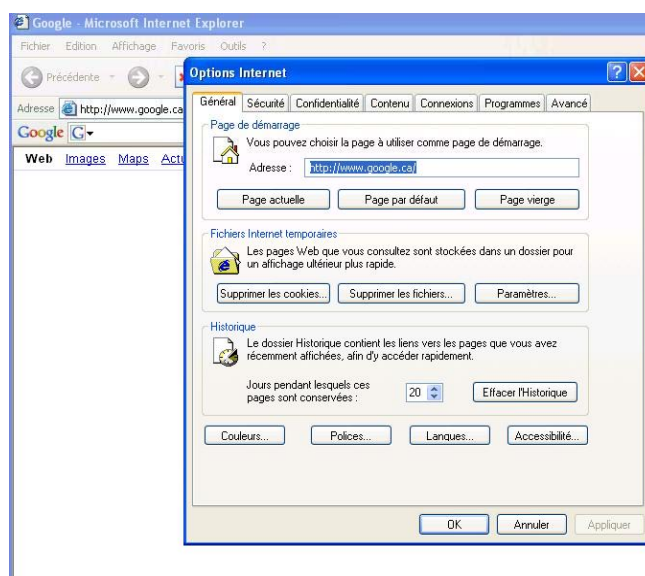 Google - Microsoft Internet Explorer
Fichier Edition Affichage Favoris Outils ?
Précédente
Adresse http://www.google.ca
Google G
Web Images Maps Actu
Options Internet
Général Sécurité Confidentialité Contenu Connexions Programmes Avancé
Page de démarrage
Vous pouvez choisir la page à utiliser comme page de démarrage.
Adresse : http://www.google.ca/
Page actuelle Page par défaut Page vierge
Fichiers Internet temporaires
Les pages Web que vous consultez sont stockées dans un dossier pour
un affichage ultérieur plus rapide.
Supprimer les cookies... Supprimer les fichiers... Paramètres...
Historique
Le dossier Historique contient les liens vers les pages que vous avez
récemment affichées, afin d'y accéder rapidement.
Jours pendant lesquels ces
pages sont conservées : 20 Effacer l'Historique
Couleurs... Polices... Langues... Accessibilité...
OK Annuler Appliquer